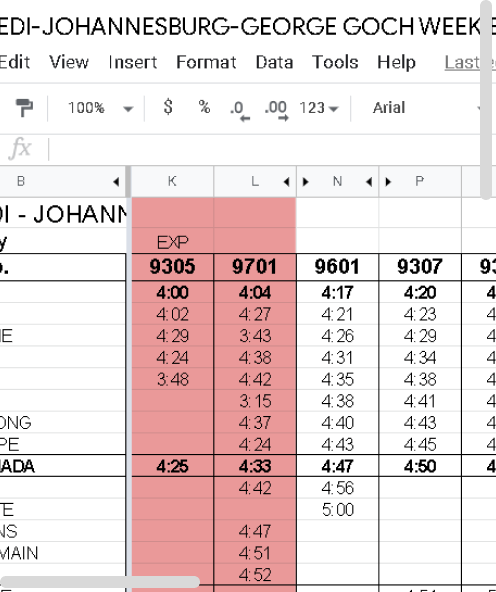 EDI-JOHANNESBURG-GEORGE GOCH WEEK
Edit View Insert Format Data Tools Help Last
100% $ % .0 .00 123 Arial
fx
B K L N P
DI - JOHANN
y EXP
o. 9305 9701 9601 9307 93
4:00 4:04 4:17 4:20 4
4:02 4:27 4:21 4:23 4
NE 4:29 3:43 4:26 4:29 4
4:24 4:38 4:31 4:34 4
3:48 4:42 4:35 4:38 4
3:15 4:38 4:41 4
ONG 4:37 4:40 4:43 4
PE 4:24 4:43 4:45 4
NADA 4:25 4:33 4:47 4:50 4
4:42 4:56
TE 5:00
NS 4:47
MAIN 4:51
4:52